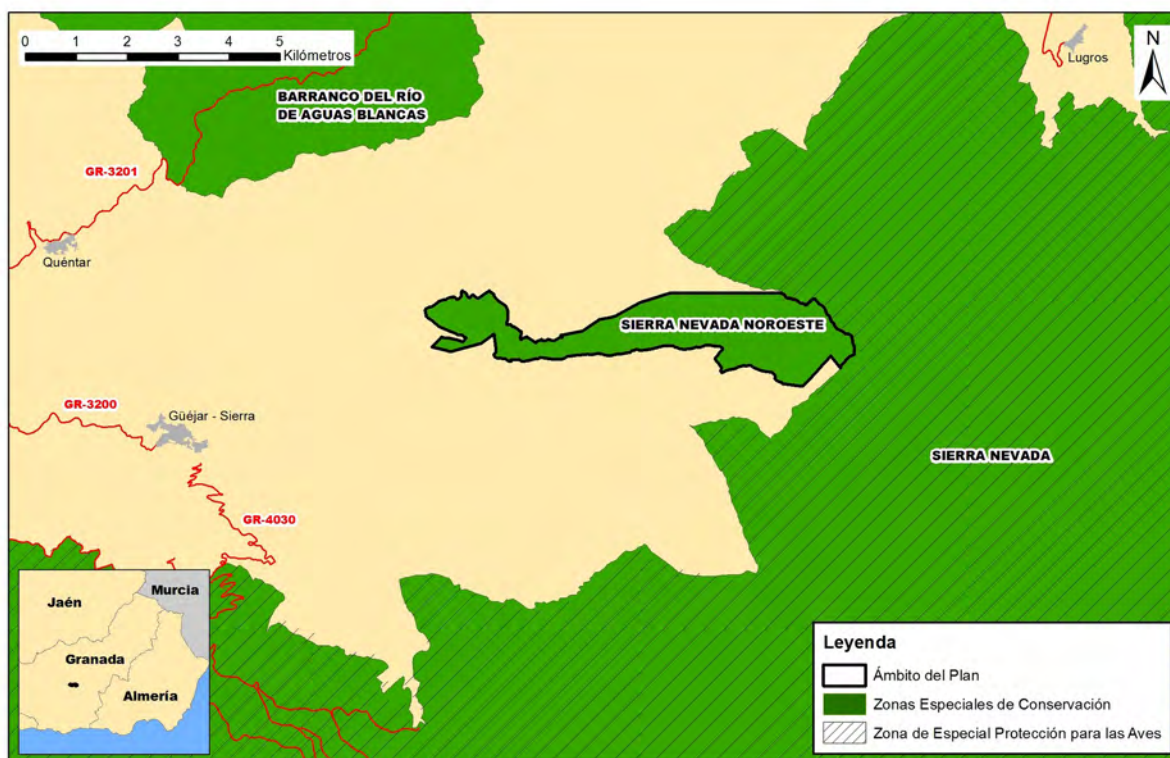 0 1 2 3 4 5
Kilómetros
BARRANCO DEL RÍO
DE AGUAS BLANCAS
N
Lugros
GR-3201
Quéntar
SIERRA NEVADA NOROESTE
GR-3200
Güéjar - Sierra
SIERRA NEVADA
GR-4030
Jaén
Murcia
Granada
Almería
Leyenda
Ámbito del Plan
Zonas Especiales de Conservación
Zona de Especial Protección para las Aves